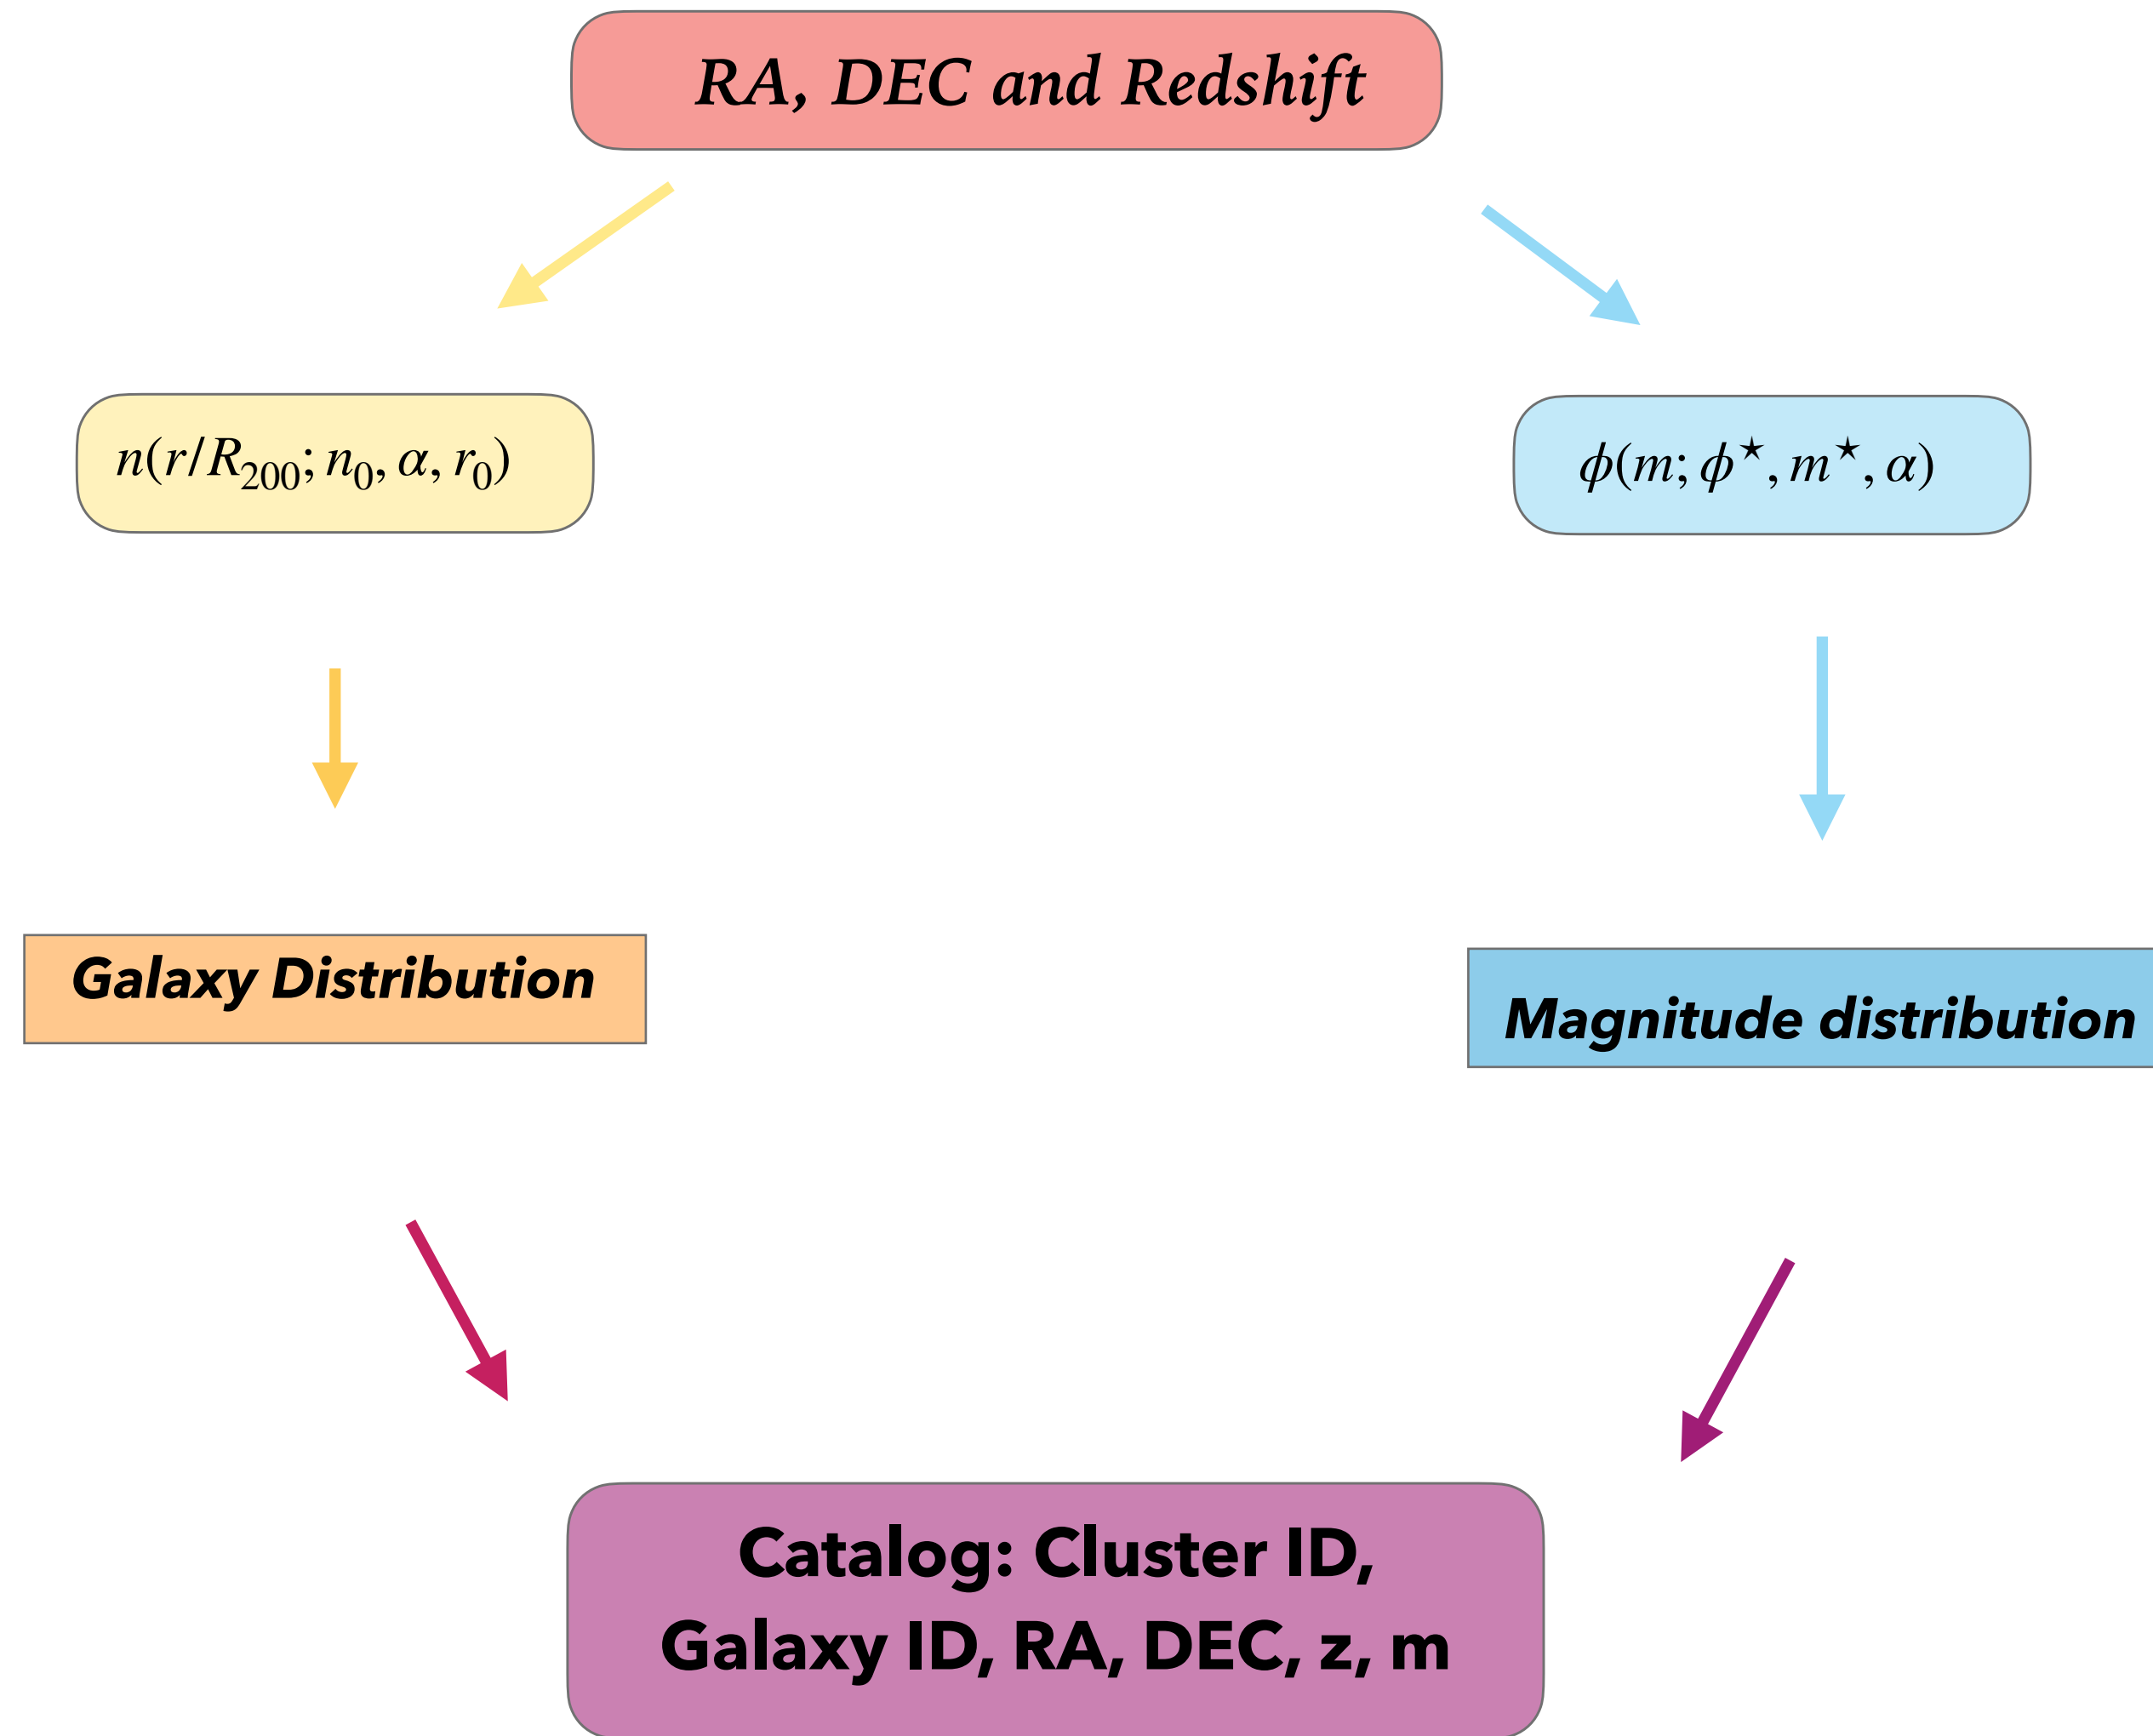 RA, DEC and Redshift
n(r/R₂₀₀; n₀, α, r₀)
ϕ(m; ϕ★, m★, α)
Galaxy Distribution
Magnitude distribution
Catalog: Cluster ID,
Galaxy ID, RA, DEC, z, m